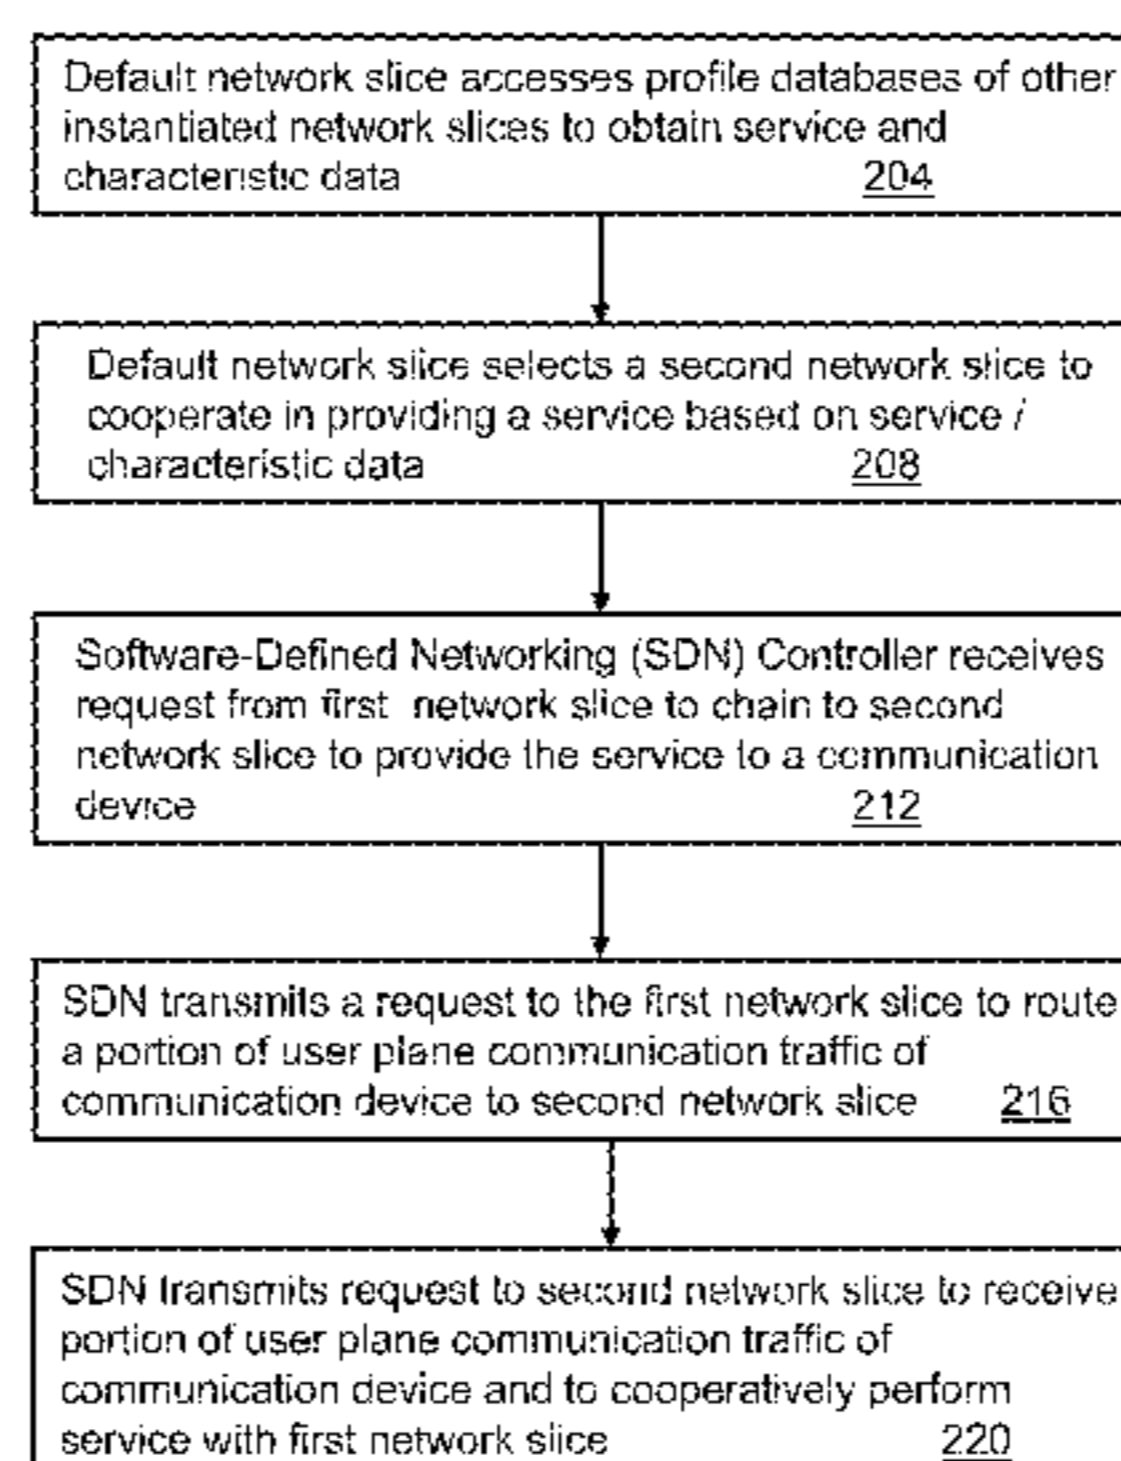 Default network slice accesses profile databases of other
instantiated network slices to obtain service and
characteristic data 204
Default network slice selects a second network slice to
cooperate in providing a service based on service /
characteristic data 208
Software-Defined Networking (SDN) Controller receives
request from first network slice to chain to second
network slice to provide the service to a communication
device 212
SDN transmits a request to the first network slice to route
a portion of user plane communication traffic of
communication device to second network slice 216
SDN transmits request to second network slice to receive
portion of user plane communication traffic of
communication device and to cooperatively perform
service with first network slice 220